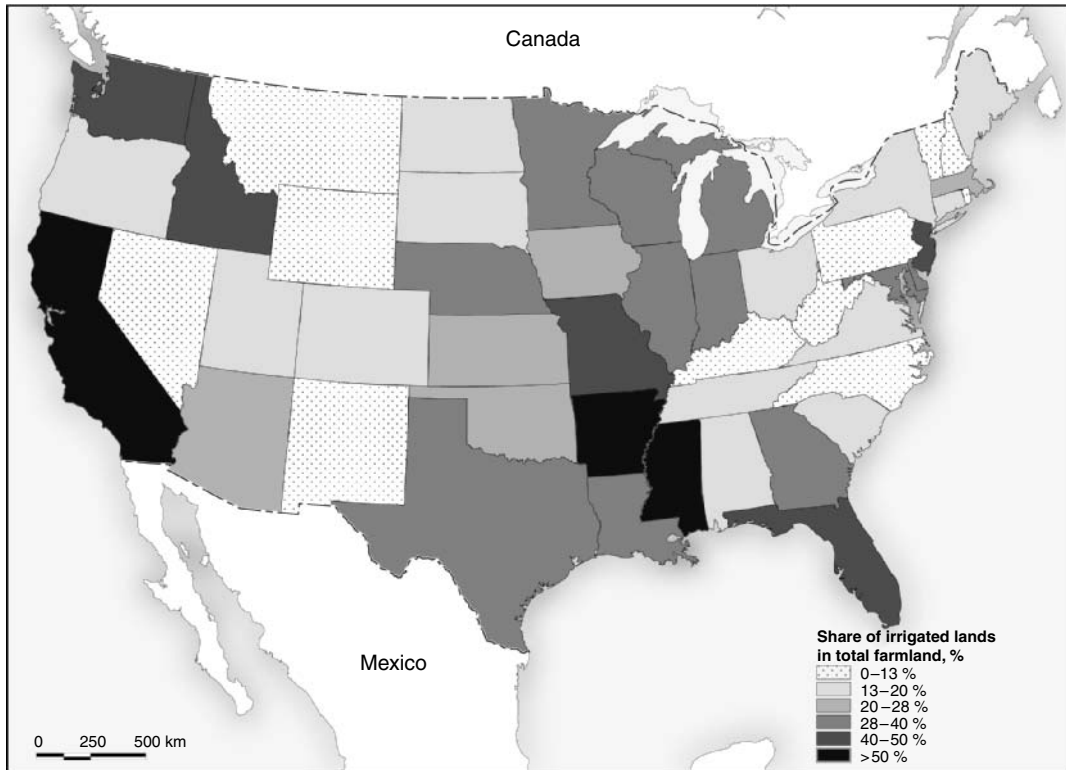 Canada
Mexico
Share of irrigated lands
in total farmland, %
0–13 %
13–20 %
20–28 %
28–40 %
40–50 %
>50 %
0 250 500 km